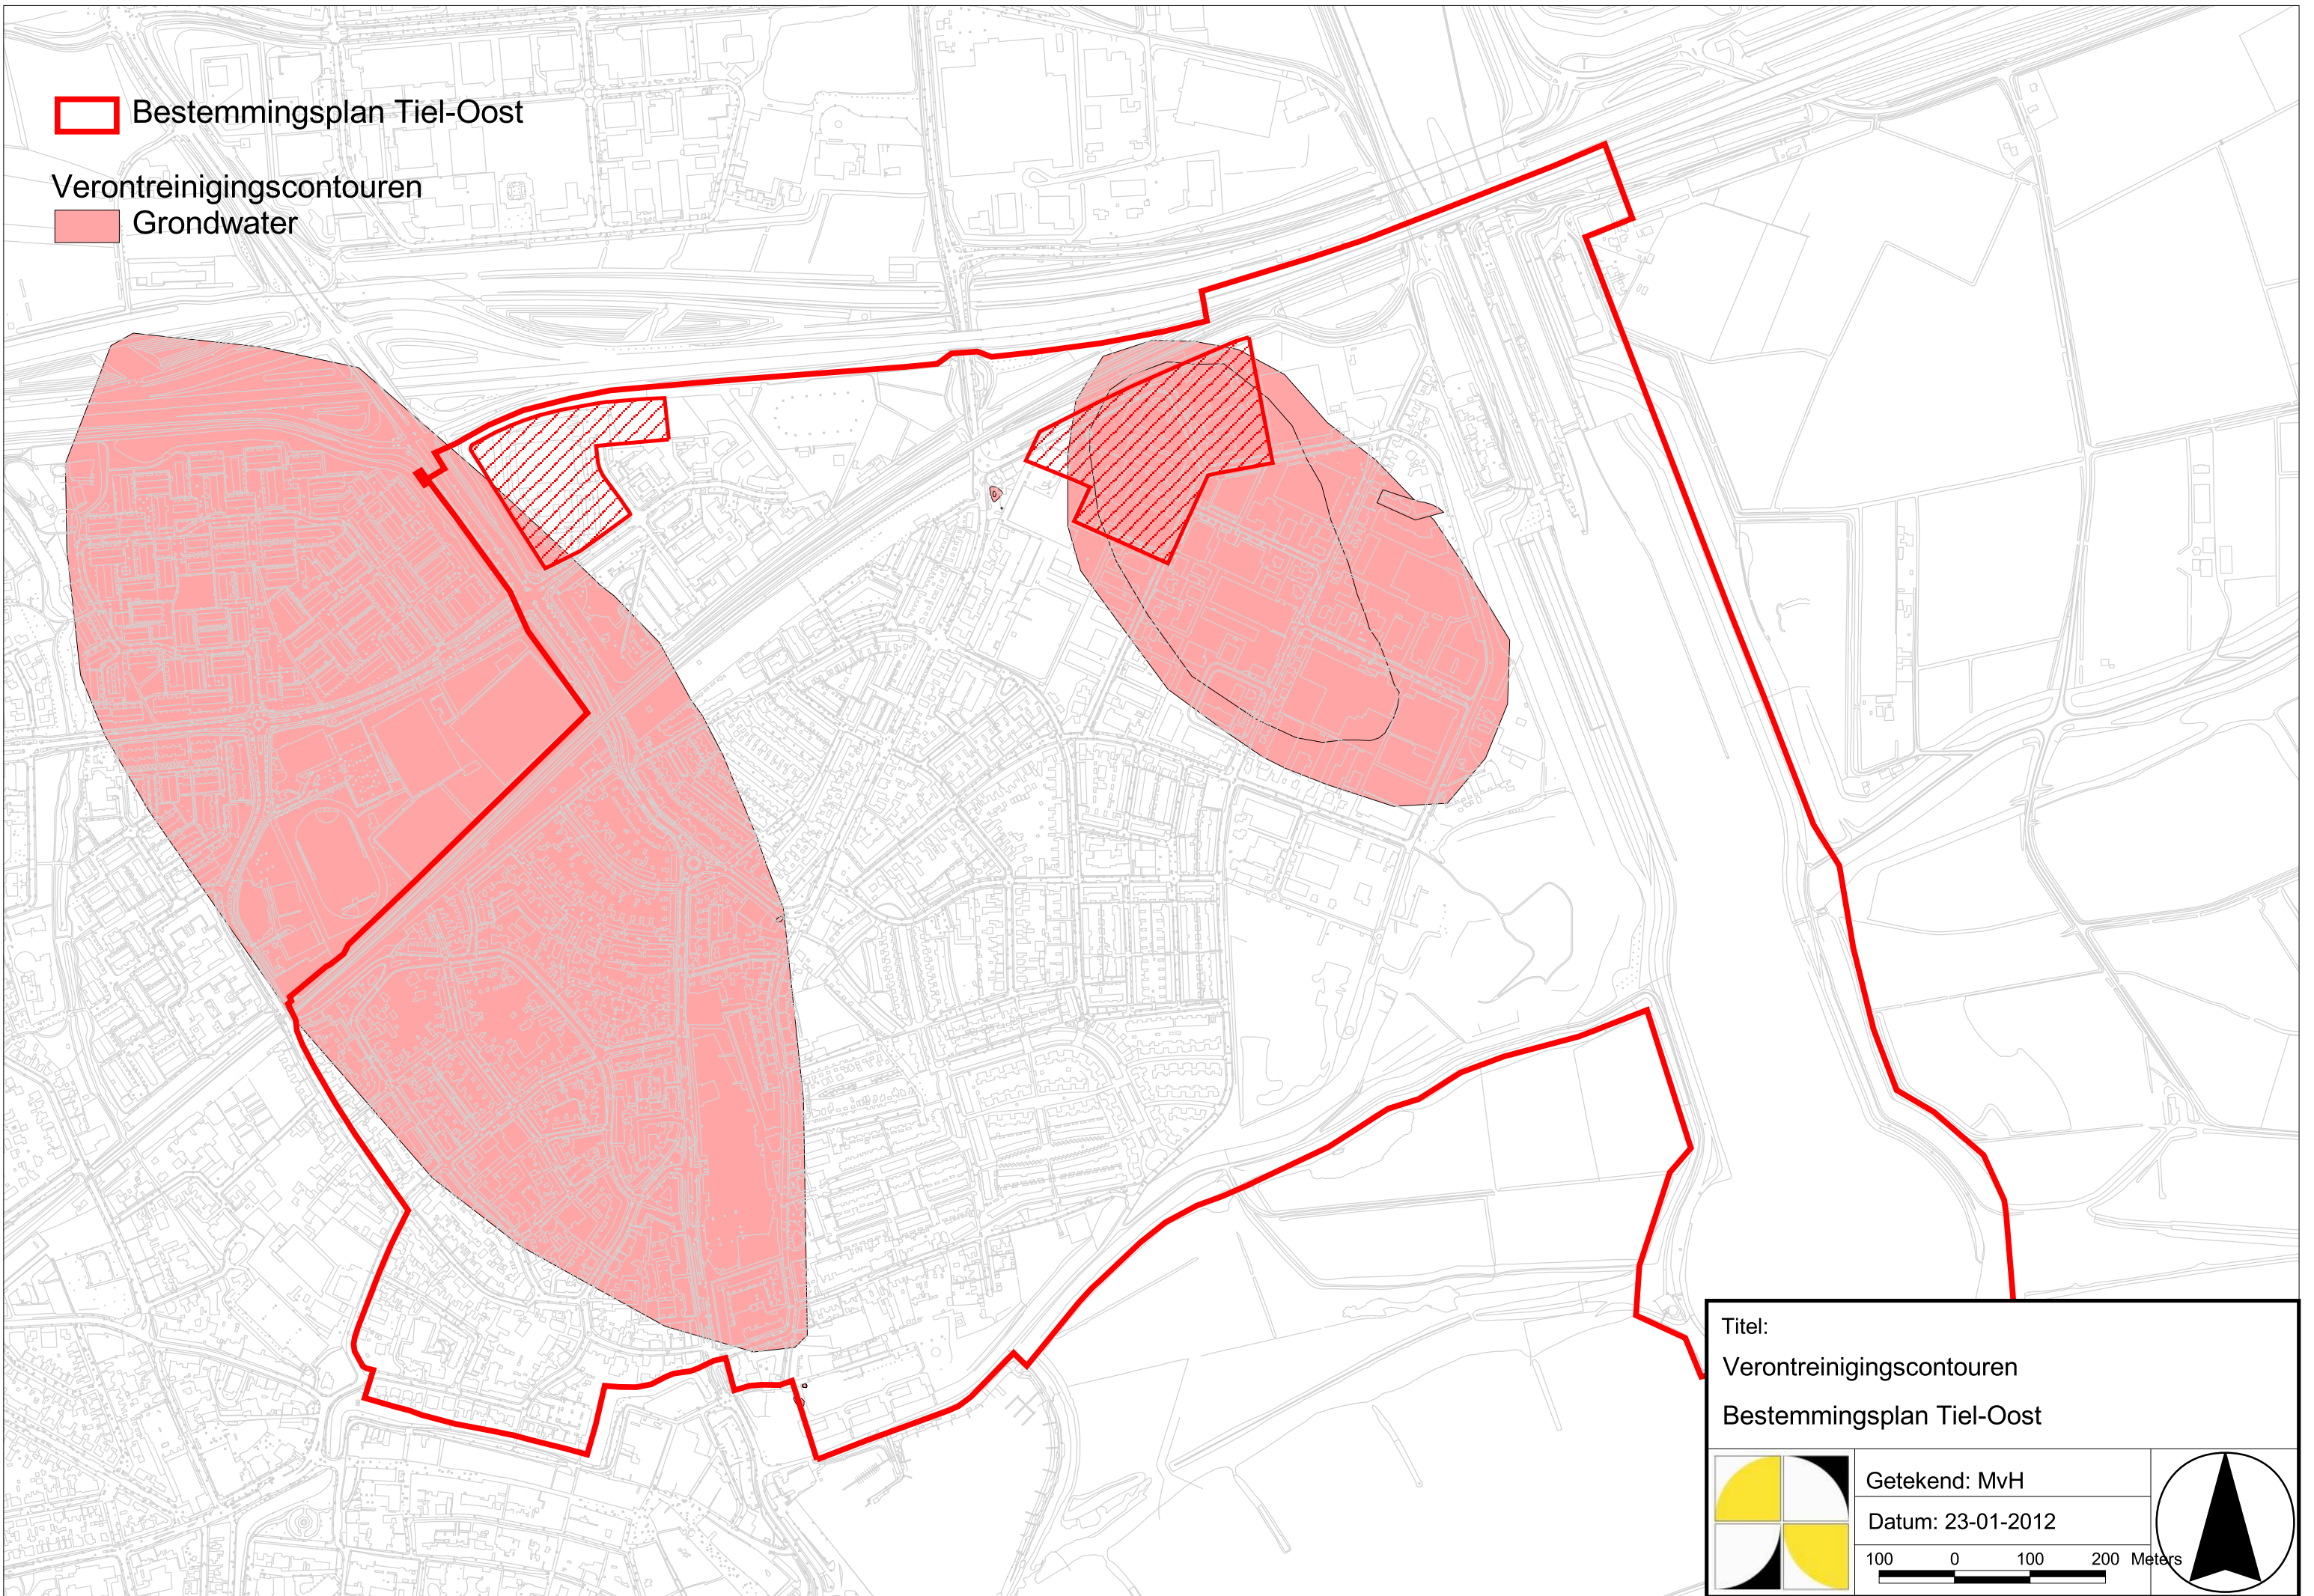 Bestemmingsplan Tiel-Oost
Verontreinigingscontouren
Grondwater
Titel:
Verontreinigingscontouren
Bestemmingsplan Tiel-Oost
Getekend: MvH
Datum: 23-01-2012
100 0 100 200 Meters